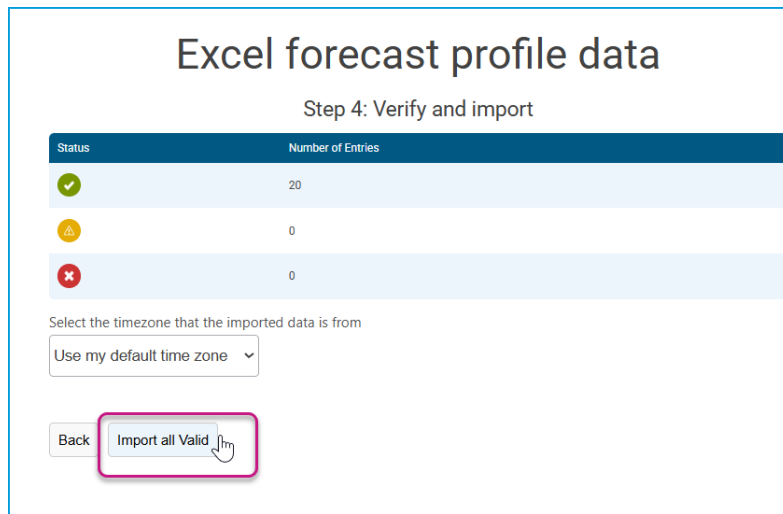 Excel forecast profile data
Step 4: Verify and import
Status Number of Entries
20
0
0
Select the timezone that the imported data is from
Use my default time zone
Back Import all Valid